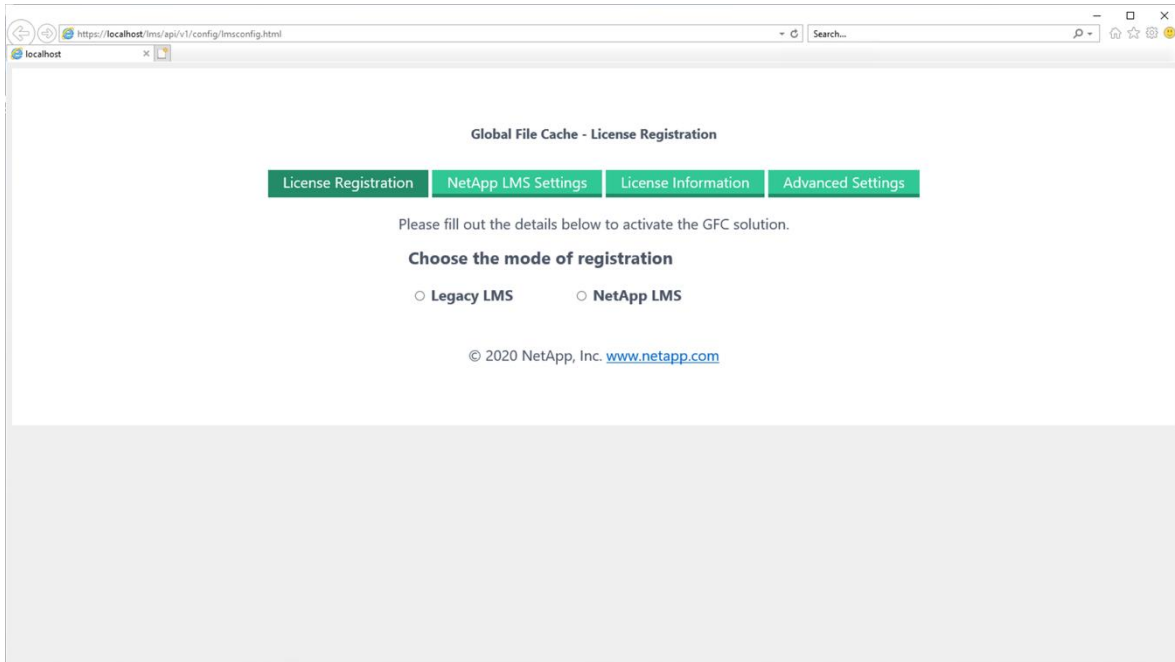 https://localhost/lms/api/v1/config/lmsconfig.html
Search...
localhost
Global File Cache - License Registration
License Registration NetApp LMS Settings License Information Advanced Settings
Please fill out the details below to activate the GFC solution.
Choose the mode of registration
Legacy LMS NetApp LMS
© 2020 NetApp, Inc. www.netapp.com